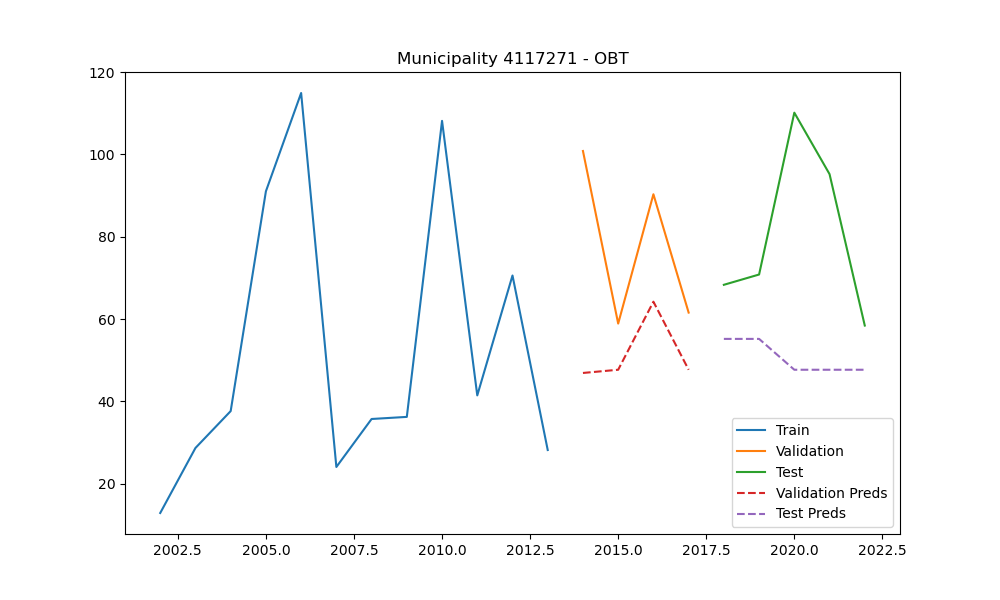 Municipality 4117271 - OBT
120
100
80
60
40
20
2002.5 2005.0 2007.5 2010.0 2012.5 2015.0 2017.5 2020.0 2022.5
Train
Validation
Test
Validation Preds
Test Preds